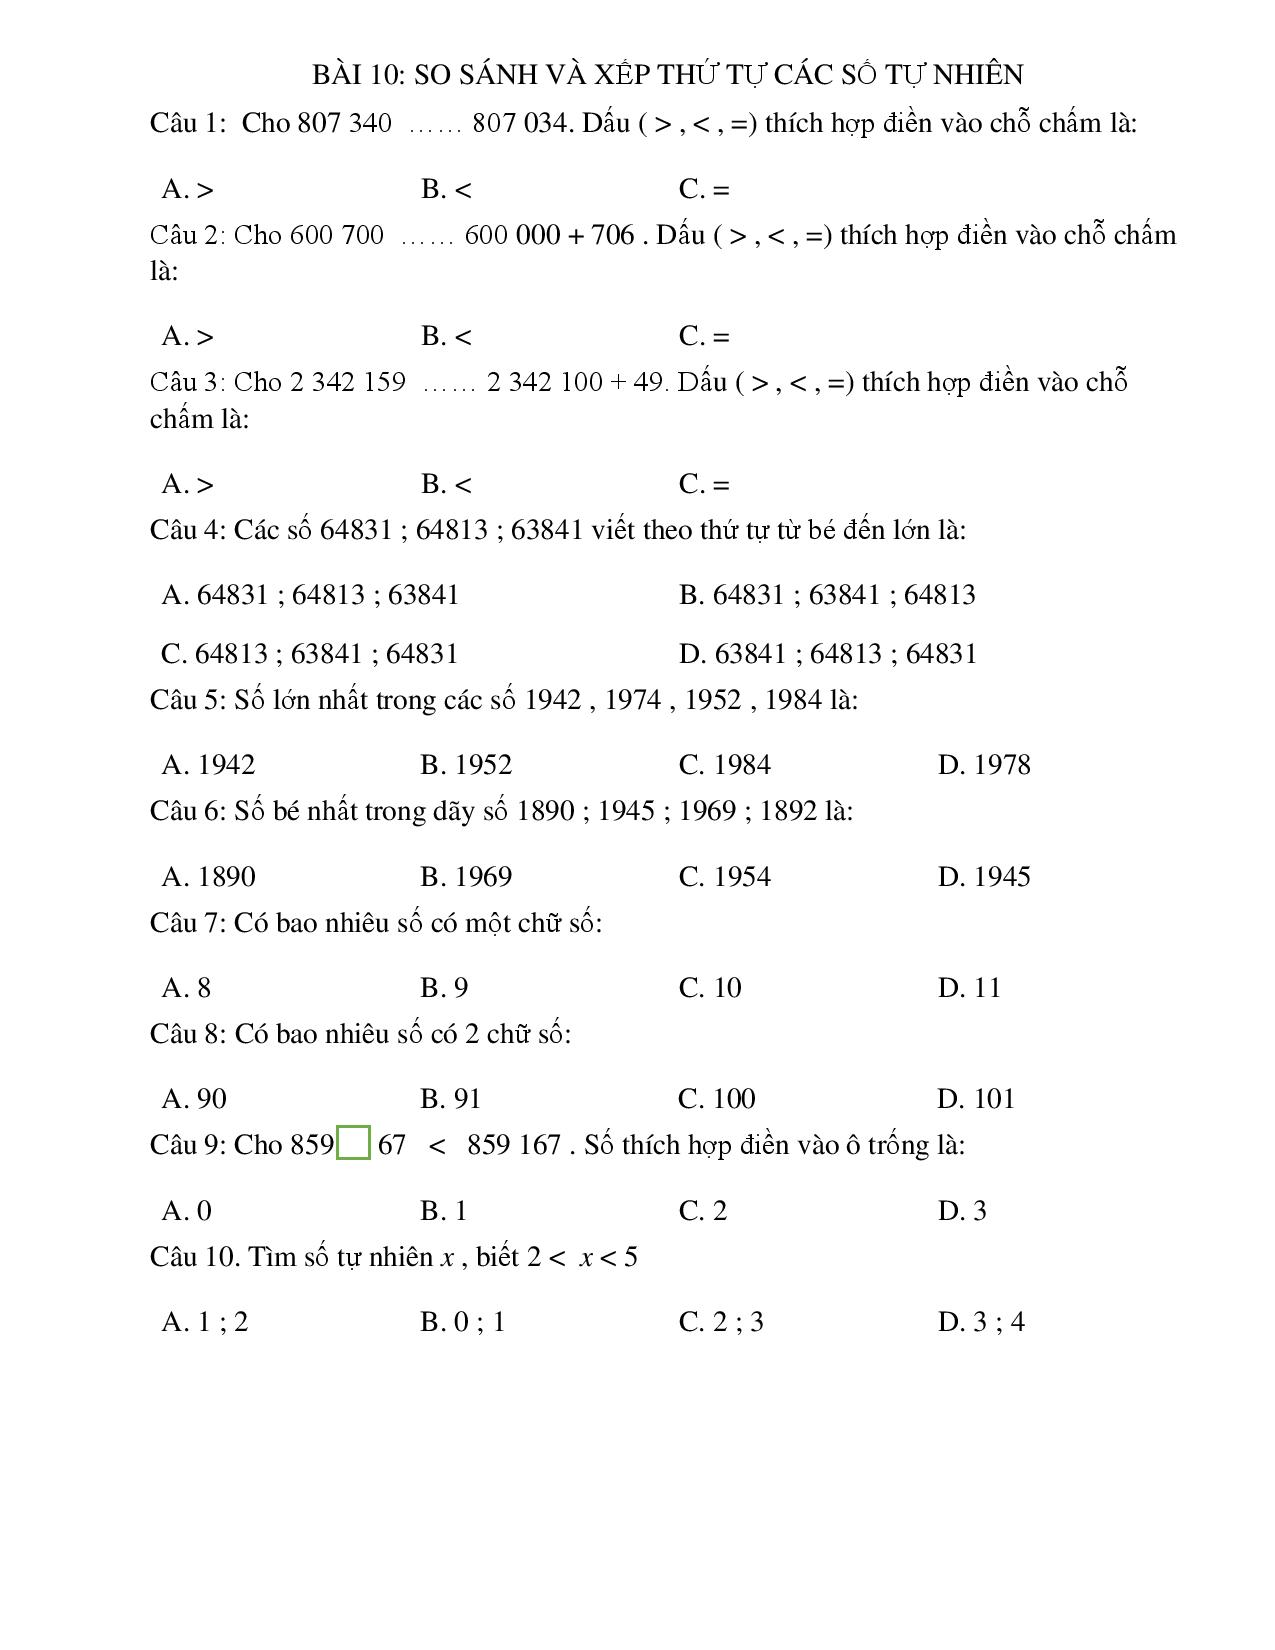 BÀI 10: SO SÁNH VÀ XẾP THỨ TỰ CÁC SỐ TỰ NHIÊN
Câu 1: Cho 807 340 …… 807 034. Dấu ( > , < , =) thích hợp điền vào chỗ chấm là:
A. > B. < C. =
Câu 2: Cho 600 700 …… 600 000 + 706 . Dấu ( > , < , =) thích hợp điền vào chỗ chấm
là:
A. > B. < C. =
Câu 3: Cho 2 342 159 …… 2 342 100 + 49. Dấu ( > , < , =) thích hợp điền vào chỗ
chấm là:
A. > B. < C. =
Câu 4: Các số 64831 ; 64813 ; 63841 viết theo thứ tự từ bé đến lớn là:
A. 64831 ; 64813 ; 63841 B. 64831 ; 63841 ; 64813
C. 64813 ; 63841 ; 64831 D. 63841 ; 64813 ; 64831
Câu 5: Số lớn nhất trong các số 1942 , 1974 , 1952 , 1984 là:
A. 1942 B. 1952 C. 1984 D. 1978
Câu 6: Số bé nhất trong dãy số 1890 ; 1945 ; 1969 ; 1892 là:
A. 1890 B. 1969 C. 1954 D. 1945
Câu 7: Có bao nhiêu số có một chữ số:
A. 8 B. 9 C. 10 D. 11
Câu 8: Có bao nhiêu số có 2 chữ số:
A. 90 B. 91 C. 100 D. 101
Câu 9: Cho 859 67 < 859 167 . Số thích hợp điền vào ô trống là:
A. 0 B. 1 C. 2 D. 3
Câu 10. Tìm số tự nhiên x , biết 2 < x < 5
A. 1 ; 2 B. 0 ; 1 C. 2 ; 3 D. 3 ; 4